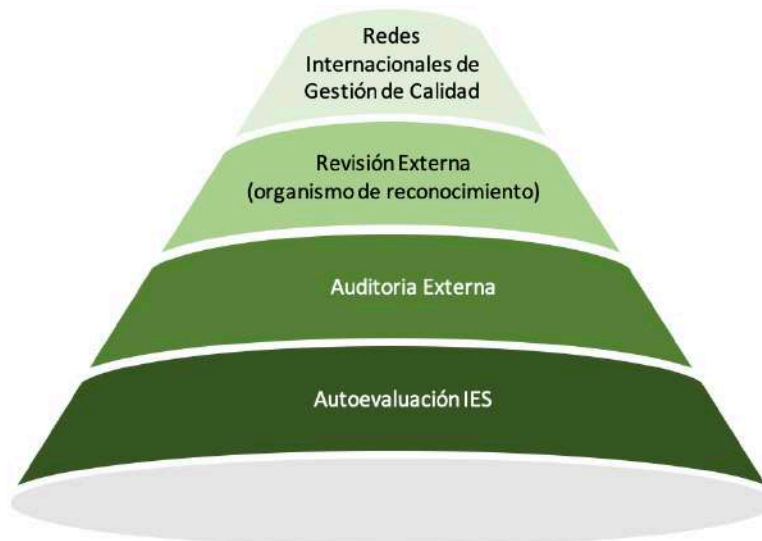 Redes
Internacionales de
Gestión de Calidad
Revisión Externa
(organismo de reconocimiento)
Auditoria Externa
Autoevaluación IES